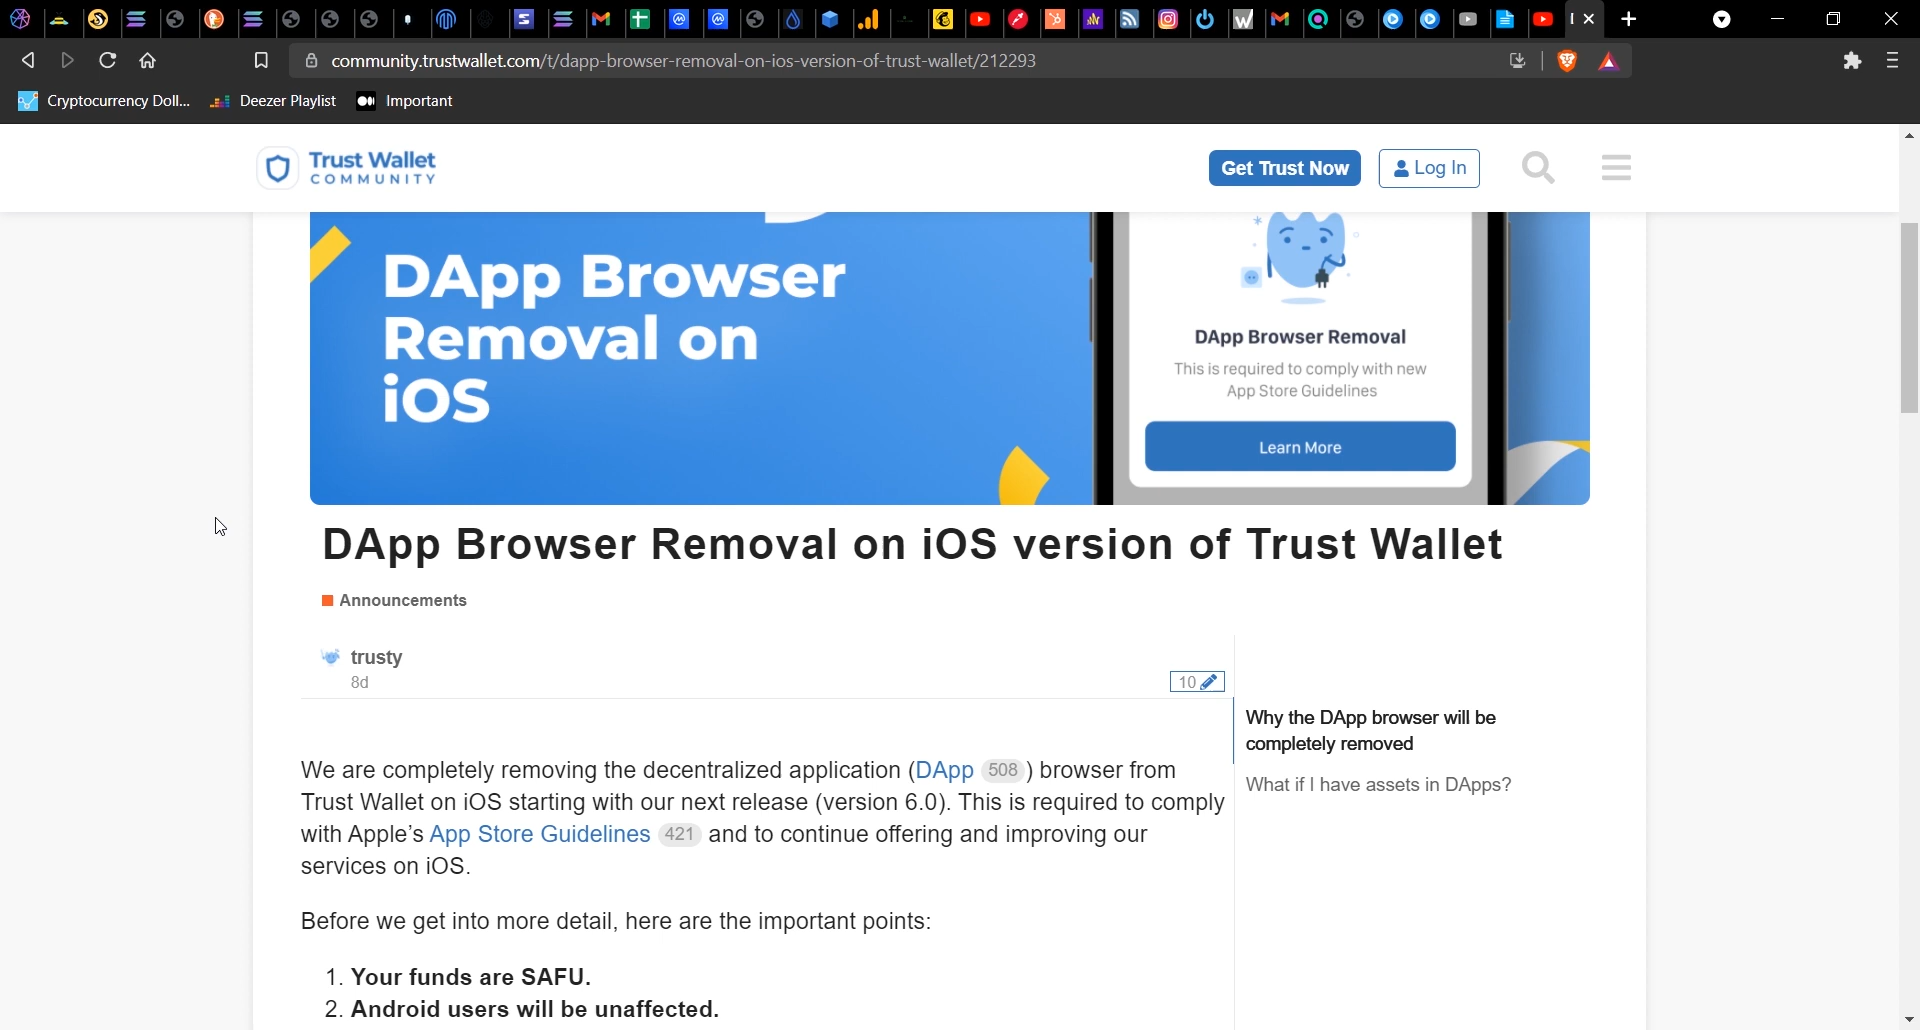 community.trustwallet.com/t/dapp-browser-removal-on-ios-version-of-trust-wallet/212293
Cryptocurrency Doll... Deezer Playlist Important
Trust Wallet
COMMUNITY
Get Trust Now Log In
DApp Browser
Removal on
iOS
DApp Browser Removal
This is required to comply with new
App Store Guidelines
Learn More
DApp Browser Removal on iOS version of Trust Wallet
Announcements
trusty
8d
10
Why the DApp browser will be
completely removed
What if I have assets in DApps?
We are completely removing the decentralized application (DApp 508) browser from
Trust Wallet on iOS starting with our next release (version 6.0). This is required to comply
with Apple's App Store Guidelines 421 and to continue offering and improving our
services on iOS.
Before we get into more detail, here are the important points:
1. Your funds are SAFU.
2. Android users will be unaffected.